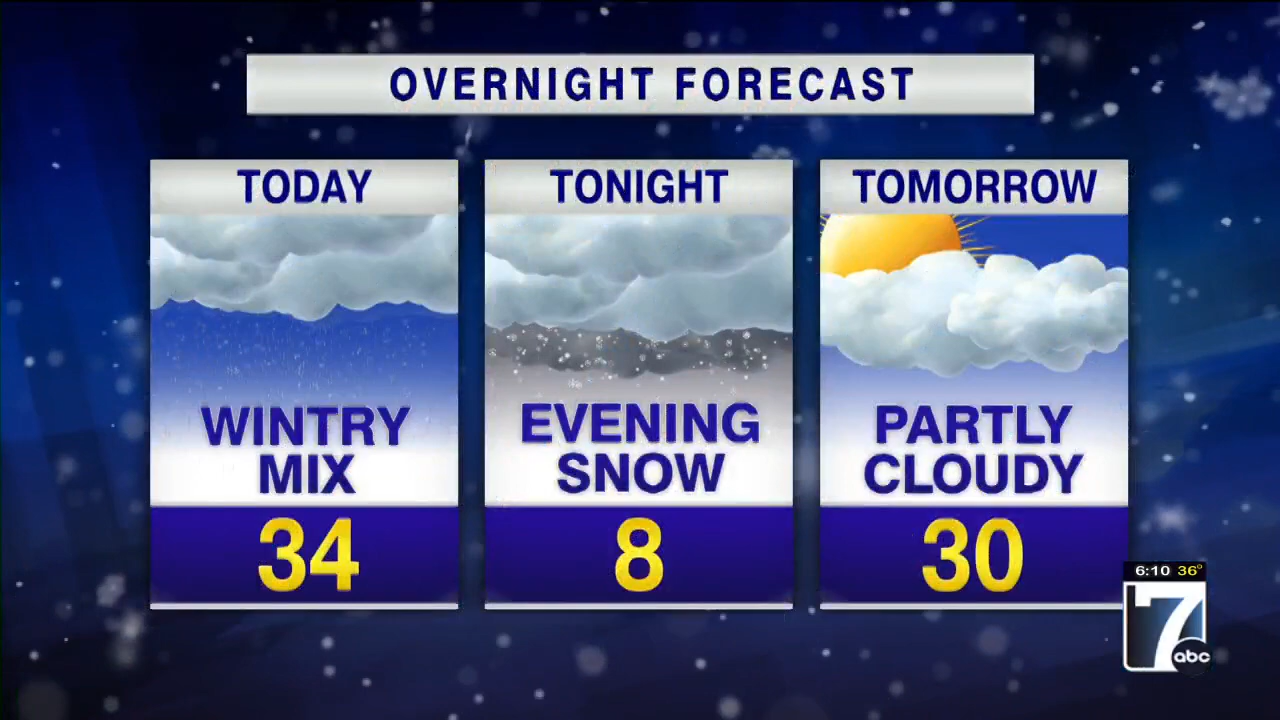 OVERNIGHT FORECAST
TODAY
WINTRY
MIX
34
TONIGHT
EVENING
SNOW
8
TOMORROW
PARTLY
CLOUDY
30
6:10 36°
7
abc